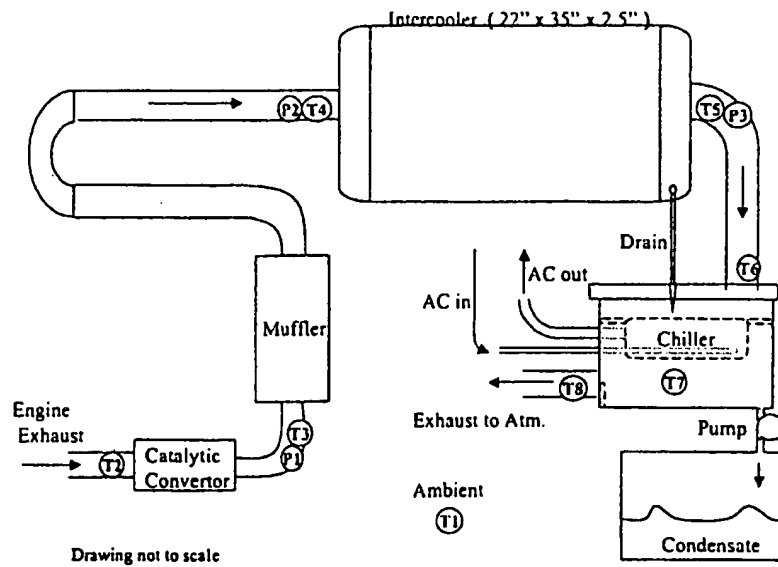 Intercooler ( 22" x 35" x 2.5" )
P2 T4
T5 P3
T6
Drain
AC out
AC in
Chiller
T7
T8
Exhaust to Atm.
Pump
Muffler
Engine
Exhaust
T2
Catalytic
Convertor
T3
P1
Ambient
T1
Condensate
Drawing not to scale